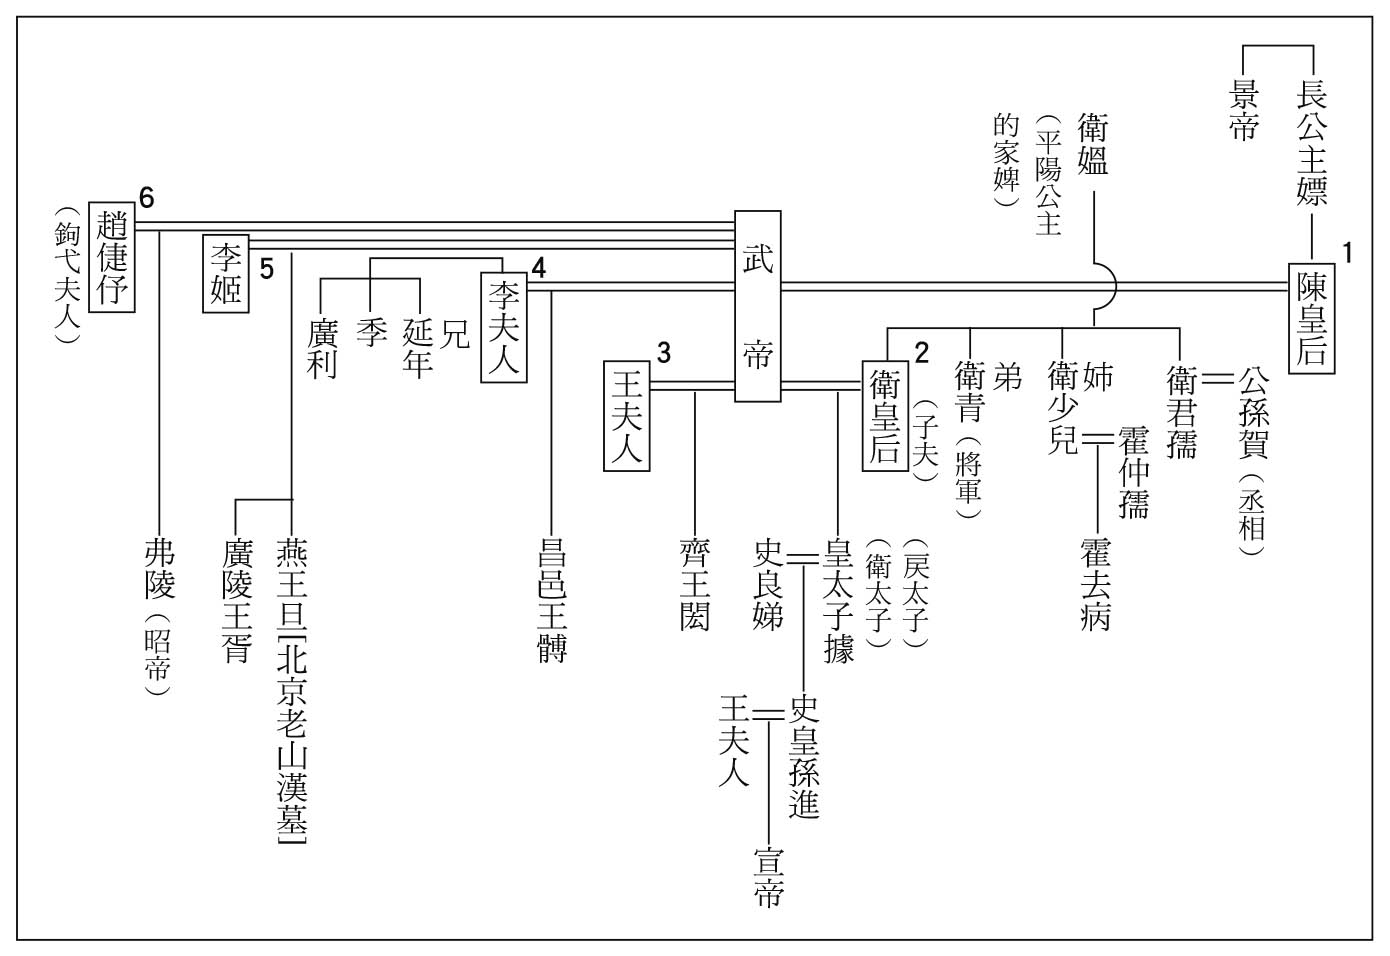 景帝
長公主嫖
1
陳皇后
衛媼
(平陽公主
的家婢)
武帝
2
衛皇后
(子夫)
衛青(將軍)
弟
衛少兒
姉
霍仲孺
衛君孺
公孫賀(丞相)
霍去病
3
王夫人
4
李夫人
兄
延年
季
廣利
5
李姬
6
趙倢伃
(鉤弋夫人)
戾太子)
(衛太子)
皇太子據
史良娣
齊王閎
昌邑王髆
燕王旦[北京老山漢墓]
廣陵王胥
弗陵(昭帝)
史皇孫進
王夫人
宣帝